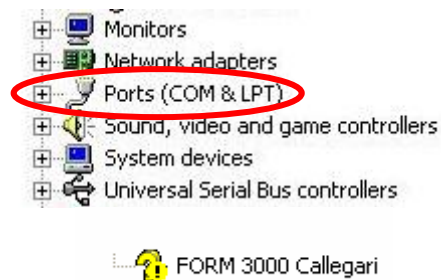 Monitors
Network adapters
Ports (COM & LPT)
Sound, video and game controllers
System devices
Universal Serial Bus controllers
FORM 3000 Callegari